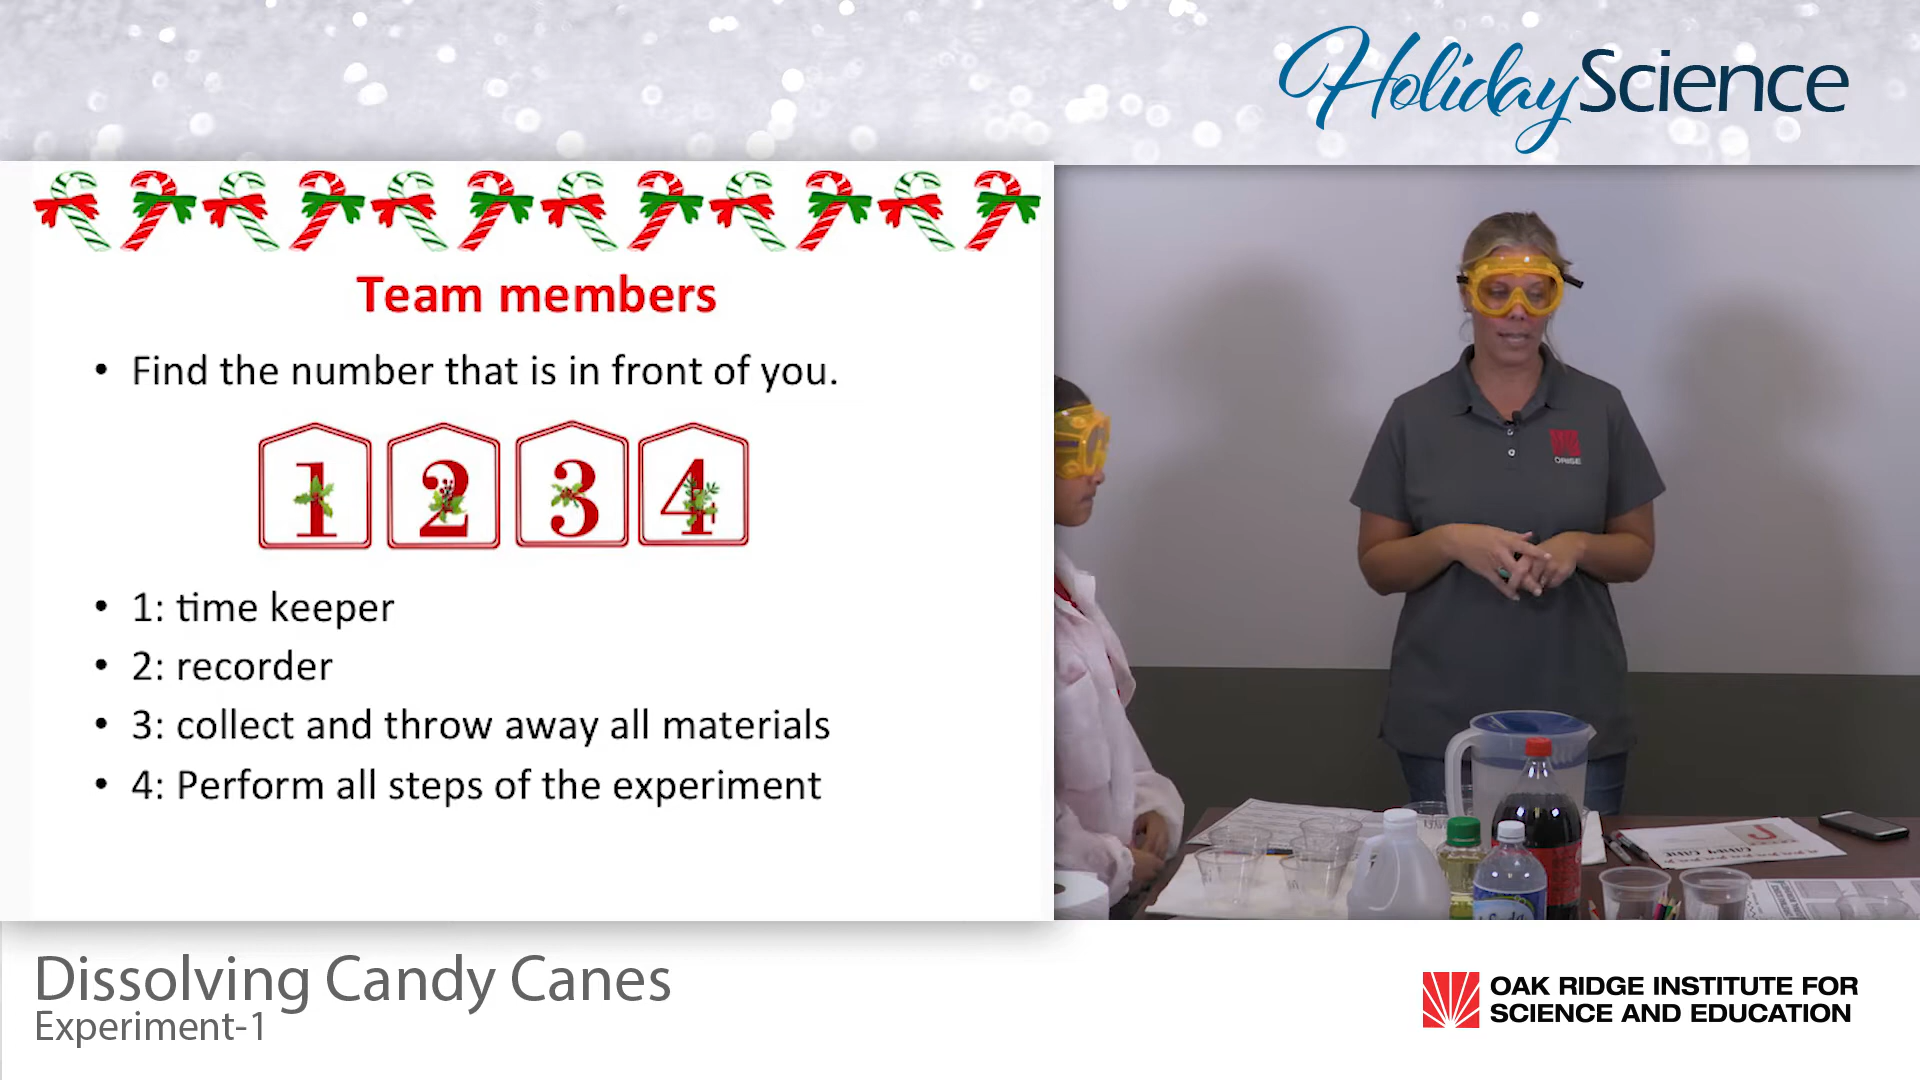 Holiday Science
Team members
• Find the number that is in front of you.
1 2 3 4
• 1: time keeper
• 2: recorder
• 3: collect and throw away all materials
• 4: Perform all steps of the experiment
ORISE
Dissolving Candy Canes
Experiment-1
OAK RIDGE INSTITUTE FOR
SCIENCE AND EDUCATION